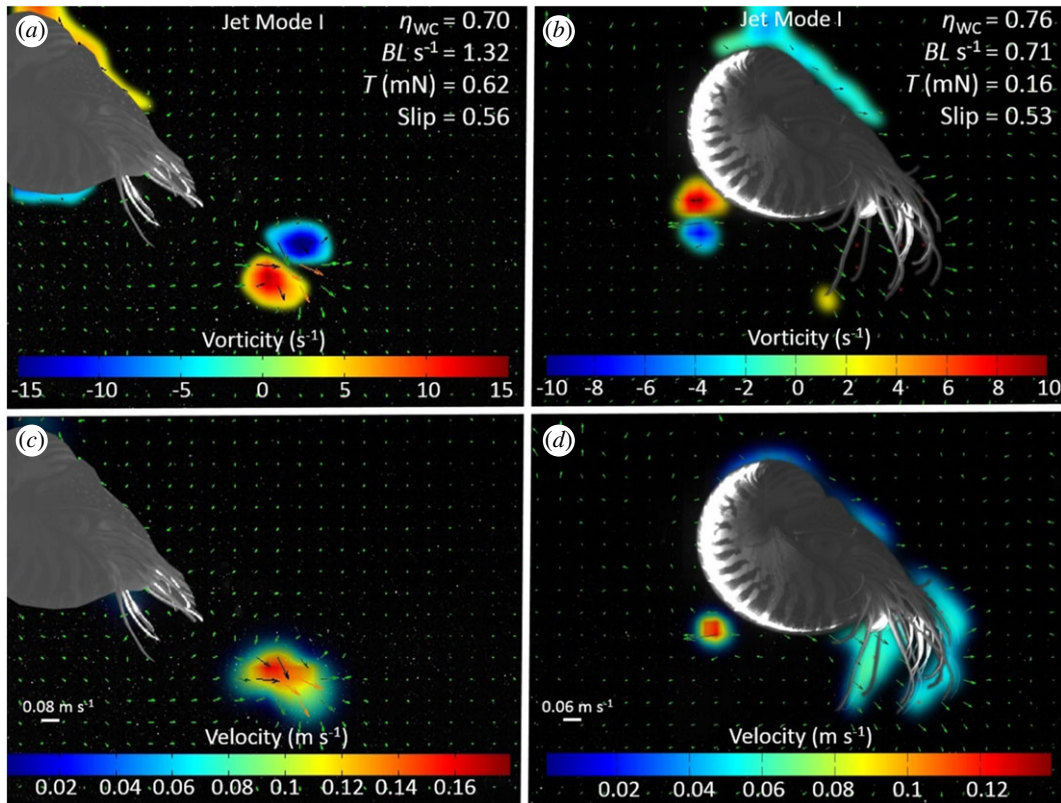 (a)
Jet Mode I
ηWC = 0.70
BL s⁻¹ = 1.32
T (mN) = 0.62
Slip = 0.56
Vorticity (s⁻¹)
-15 -10 -5 0 5 10 15
(b)
Jet Mode I
ηWC = 0.76
BL s⁻¹ = 0.71
T (mN) = 0.16
Slip = 0.53
Vorticity (s⁻¹)
-10 -8 -6 -4 -2 0 2 4 6 8 10
(c)
0.08 m s⁻¹
Velocity (m s⁻¹)
0.02 0.04 0.06 0.08 0.1 0.12 0.14 0.16
(d)
0.06 m s⁻¹
Velocity (m s⁻¹)
0.02 0.04 0.06 0.08 0.1 0.12